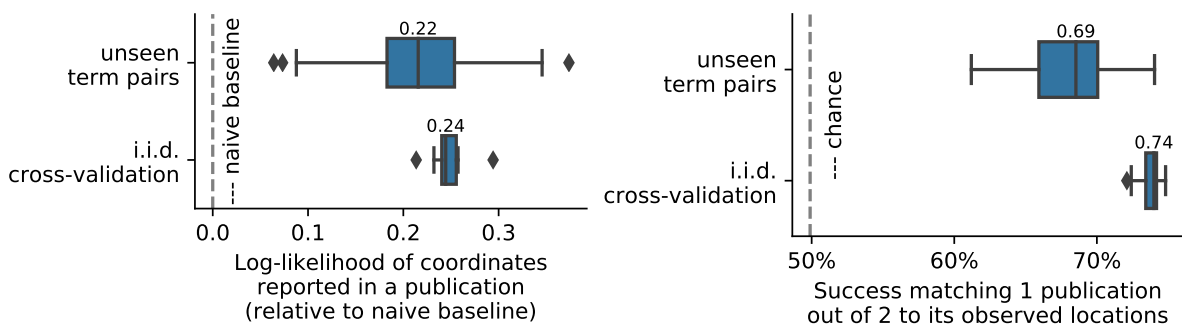 unseen
term pairs
i.i.d.
cross-validation
0.22
0.24
--- naive baseline
0.0 0.1 0.2 0.3
Log-likelihood of coordinates
reported in a publication
(relative to naive baseline)
unseen
term pairs
i.i.d.
cross-validation
0.69
0.74
--- chance
50% 60% 70%
Success matching 1 publication
out of 2 to its observed locations